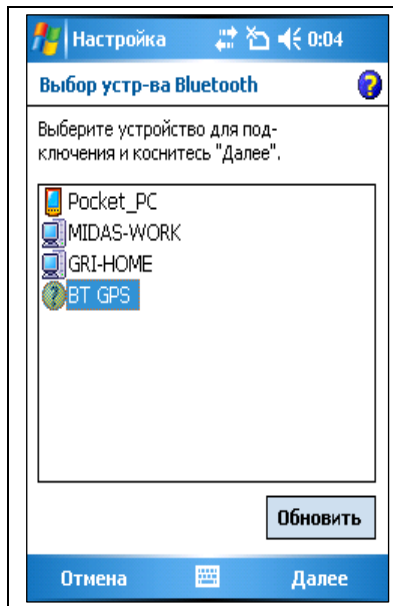 Настройка 0:04
Выбор устр-ва Bluetooth ?
Выберите устройство для под-
ключения и коснитесь "Далее".
Pocket_PC
MIDAS-WORK
GRI-HOME
? BT GPS
Обновить
Отмена Далее